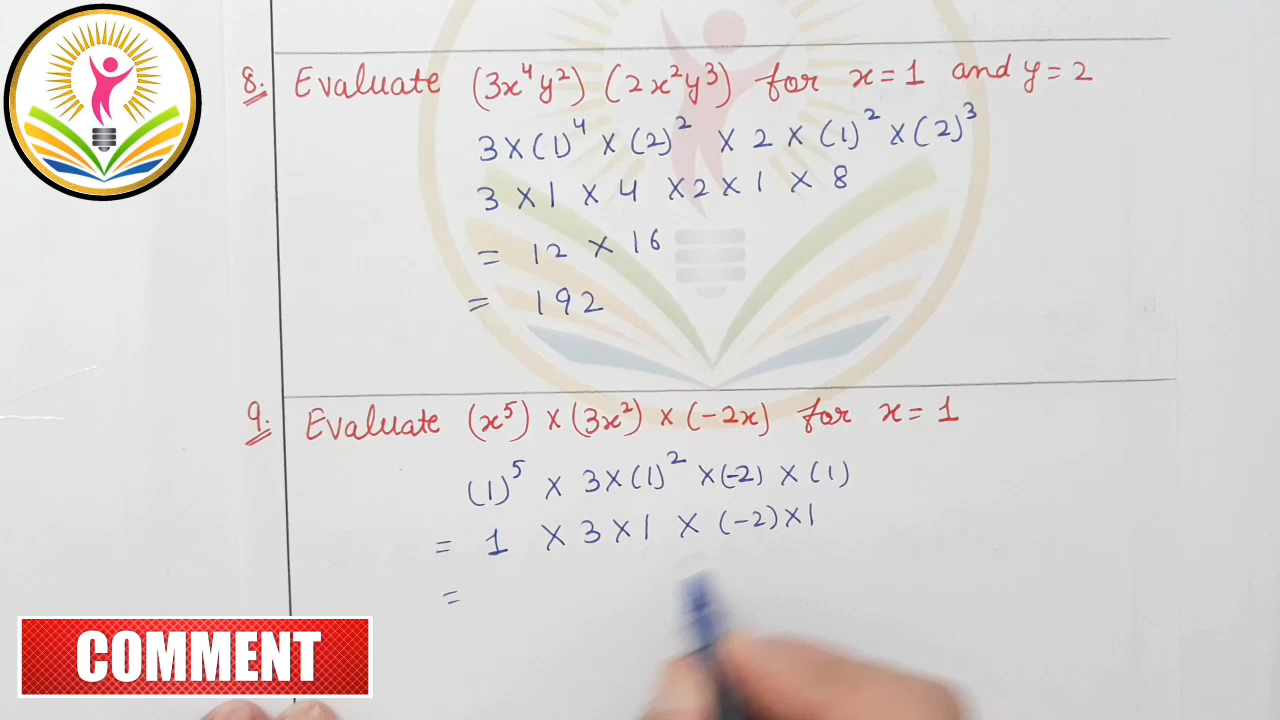 8. Evaluate (3x⁴y²) (2x²y³) for x=1 and y=2
3×(1)⁴ × (2)² × 2 × (1)² × (2)³
3 × 1 × 4 × 2 × 1 × 8
= 12 × 16
= 192
9. Evaluate (x⁵) × (3x²) × (-2x) for x=1
(1)⁵ × 3×(1)² ×(-2) × (1)
= 1 × 3 × 1 × (-2)×1
=
COMMENT